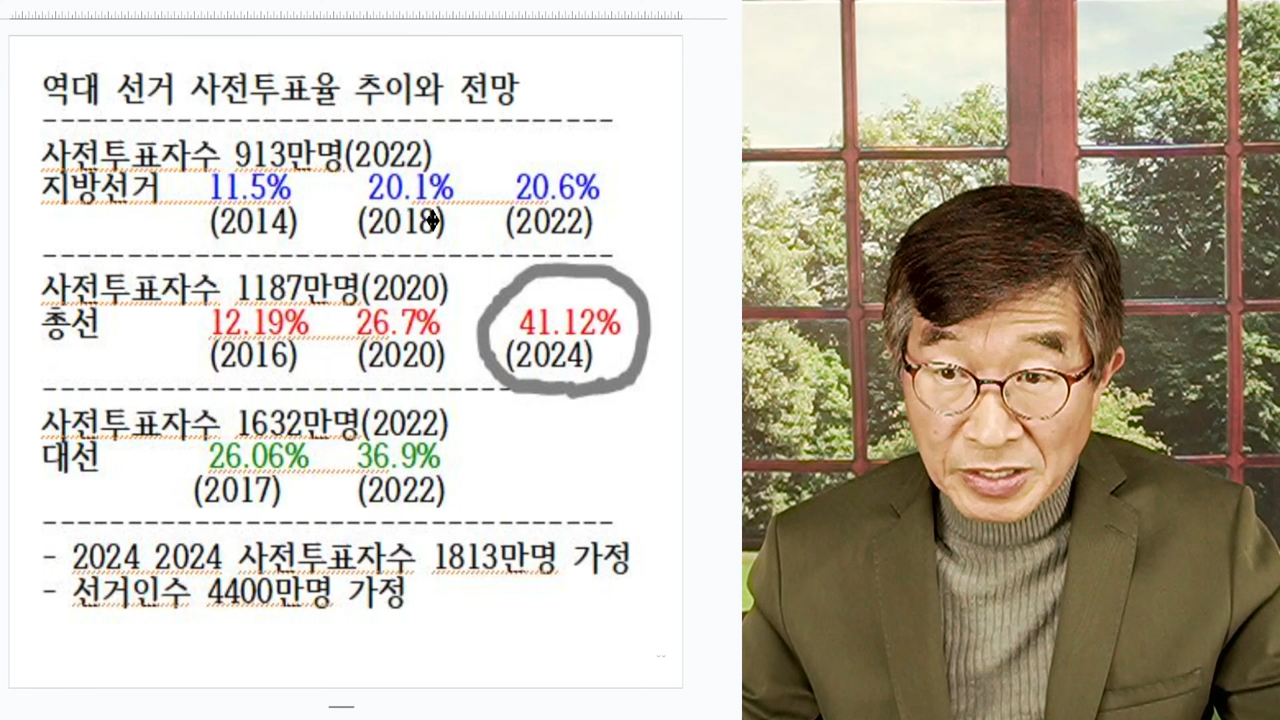 역대 선거 사전투표율 추이와 전망
---------------------------------
사전투표자수 913만명(2022)
지방선거 11.5% 20.1% 20.6%
(2014) (2018) (2022)
---------------------------------
사전투표자수 1187만명(2020)
총선 12.19% 26.7% 41.12%
(2016) (2020) (2024)
---------------------------------
사전투표자수 1632만명(2022)
대선 26.06% 36.9%
(2017) (2022)
---------------------------------
- 2024 2024 사전투표자수 1813만명 가정
- 선거인수 4400만명 가정